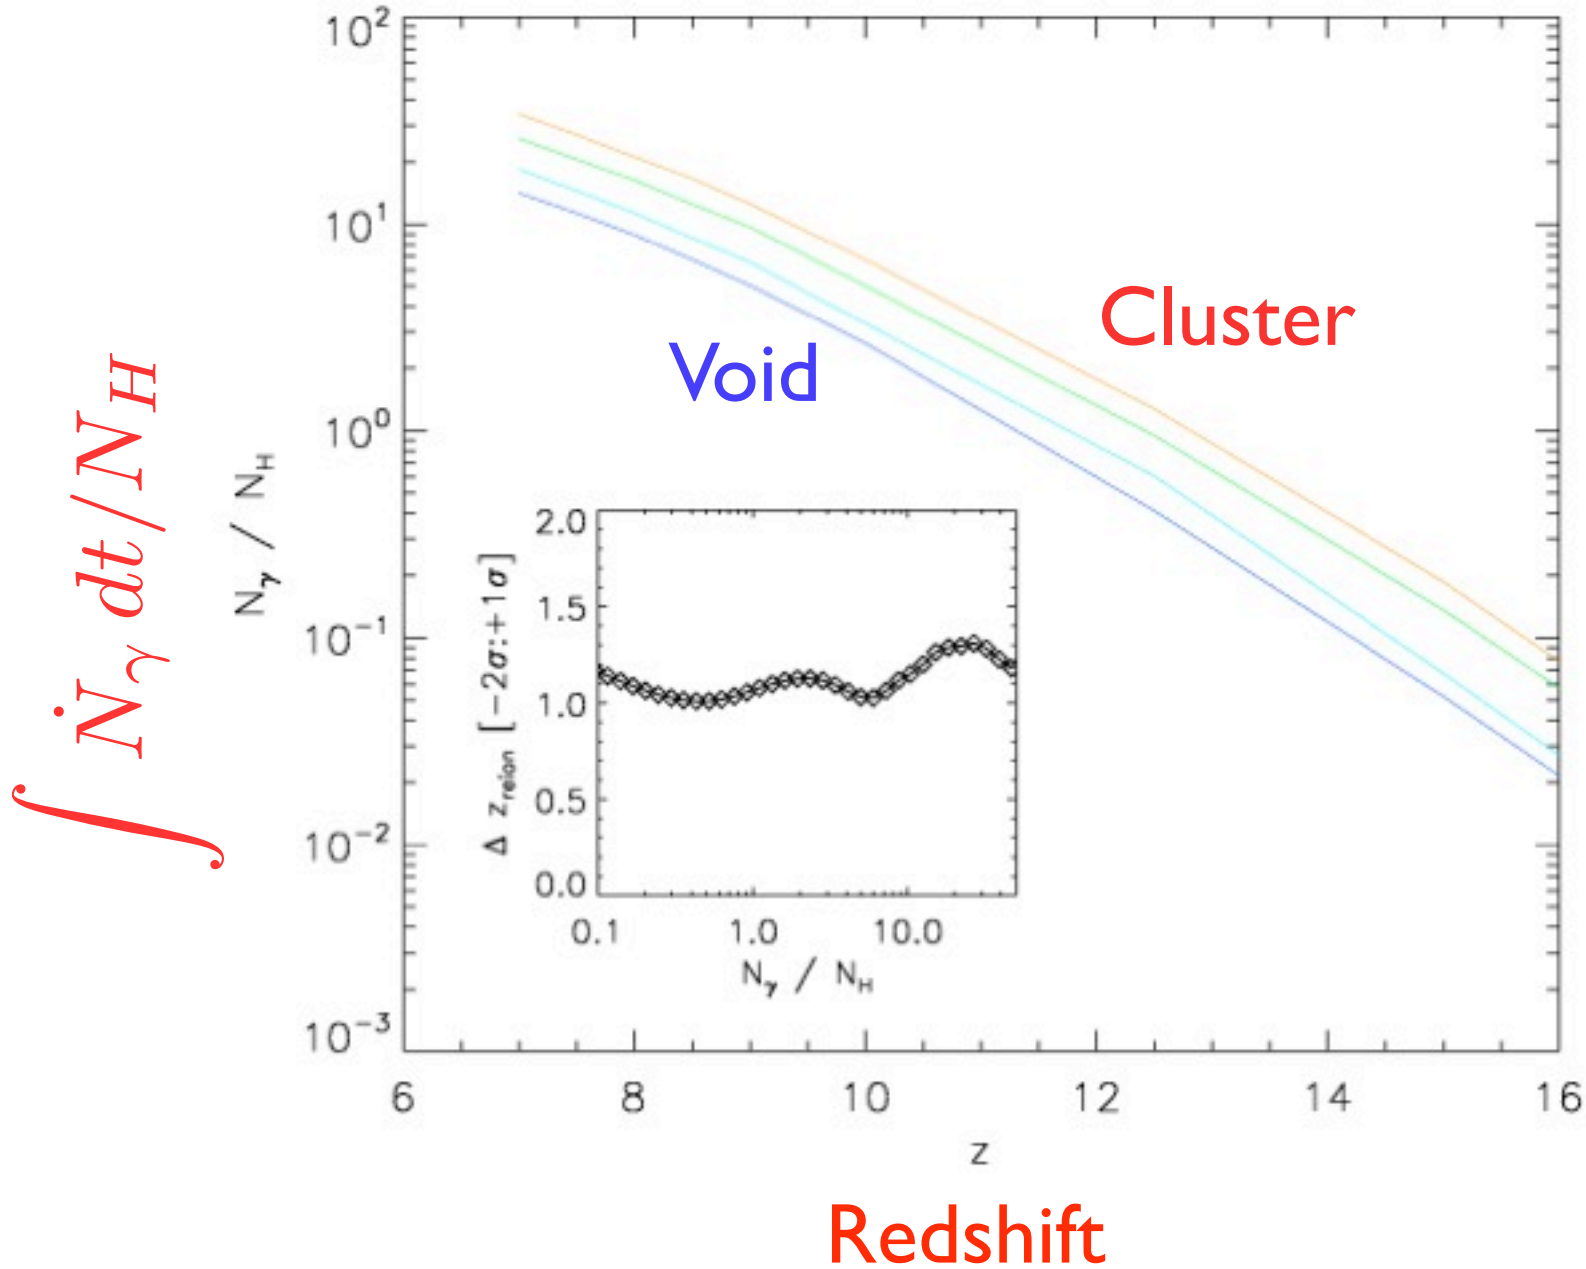 ∫ Ṅ_γ dt/N_H
N_γ / N_H
10^2
10^1
10^0
10^-1
10^-2
10^-3
Cluster
Void
Δ z_reion [-2σ:+1σ]
2.0
1.5
1.0
0.5
0.0
0.1 1.0 10.0
N_γ / N_H
6 8 10 12 14 16
z
Redshift